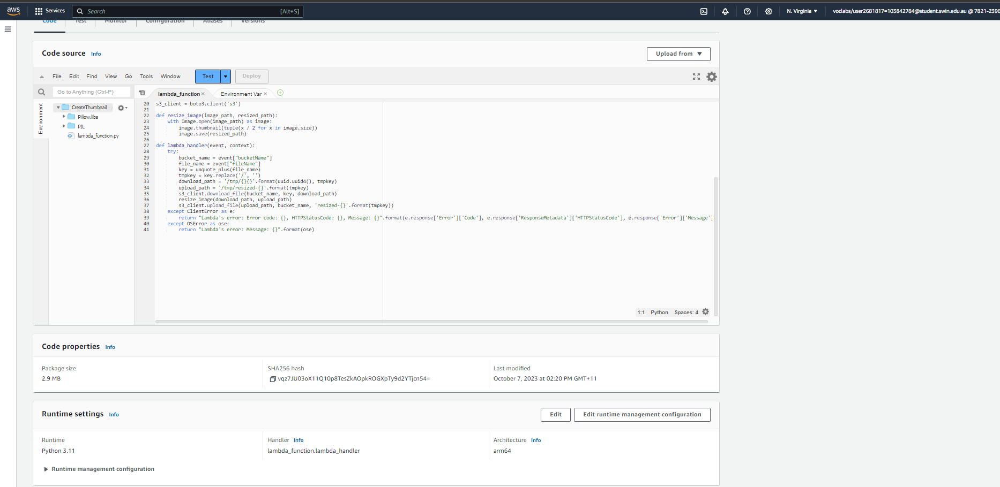 aws Services Search [Alt+S] N. Virginia voclabs/user2681817=103842784@student.swin.edu.au @ 7821-2396
Code Test Monitor Configuration Aliases Versions
Code source Info Upload from
File Edit Find View Go Tools Window Test Deploy
Go to Anything (Ctrl-P) lambda_function Environment Var
Environment
CreateThumbnail -
Pillow.libs
PIL
lambda_function.py
20 s3_client = boto3.client('s3')
21
22 def resize_image(image_path, resized_path):
23 with Image.open(image_path) as image:
24 image.thumbnail(tuple(x / 2 for x in image.size))
25 image.save(resized_path)
26
27 def lambda_handler(event, context):
28 try:
29 bucket_name = event["bucketName"]
30 file_name = event["fileName"]
31 key = unquote_plus(file_name)
32 tmpkey = key.replace('/', '')
33 download_path = '/tmp/{}{}'.format(uuid.uuid4(), tmpkey)
34 upload_path = '/tmp/resized-{}'.format(tmpkey)
35 s3_client.download_file(bucket_name, key, download_path)
36 resize_image(download_path, upload_path)
37 s3_client.upload_file(upload_path, bucket_name, 'resized-{}'.format(tmpkey))
38 except ClientError as e:
39 return "Lambda's error: Error code: {}, HTTPStatusCode: {}, Message: {}".format(e.response['Error']['Code'], e.response['ResponseMetadata']['HTTPStatusCode'], e.response['Error']['Message']
40 except OSError as ose:
41 return "Lambda's error: Message: {}".format(ose)
1:1 Python Spaces: 4
Code properties Info
Package size SHA256 hash Last modified
2.9 MB vqz7JU03oX11Q10p8TesZkAOpkROGXpTy9d2YTjcn54= October 7, 2023 at 02:20 PM GMT+11
Runtime settings Info Edit Edit runtime management configuration
Runtime Handler Info Architecture Info
Python 3.11 lambda_function.lambda_handler arm64
Runtime management configuration